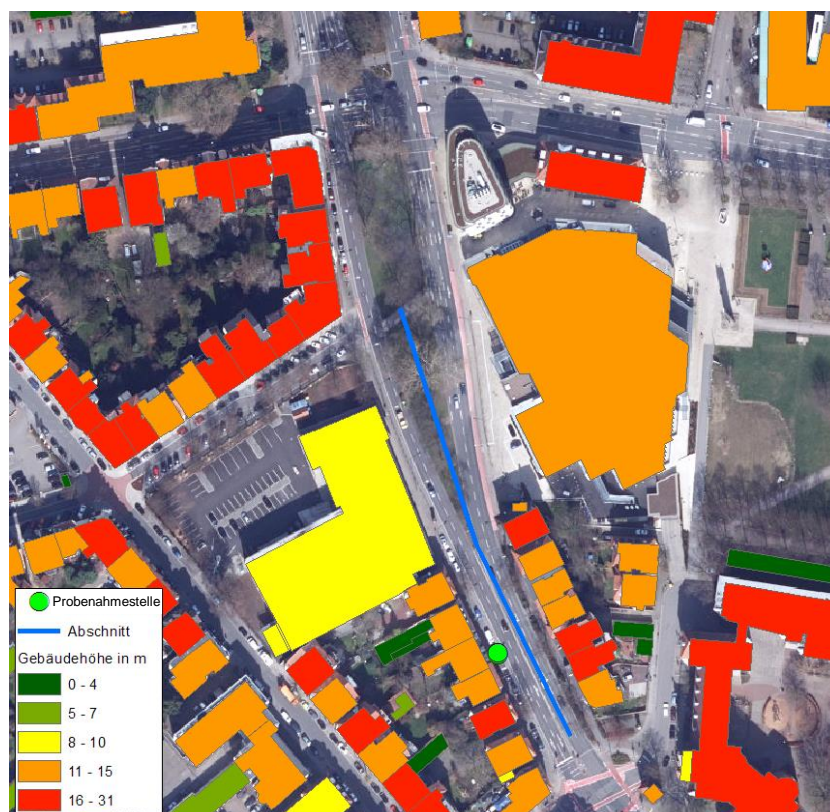 Probenahmestelle
Abschnitt
Gebäudehöhe in m
0 - 4
5 - 7
8 - 10
11 - 15
16 - 31